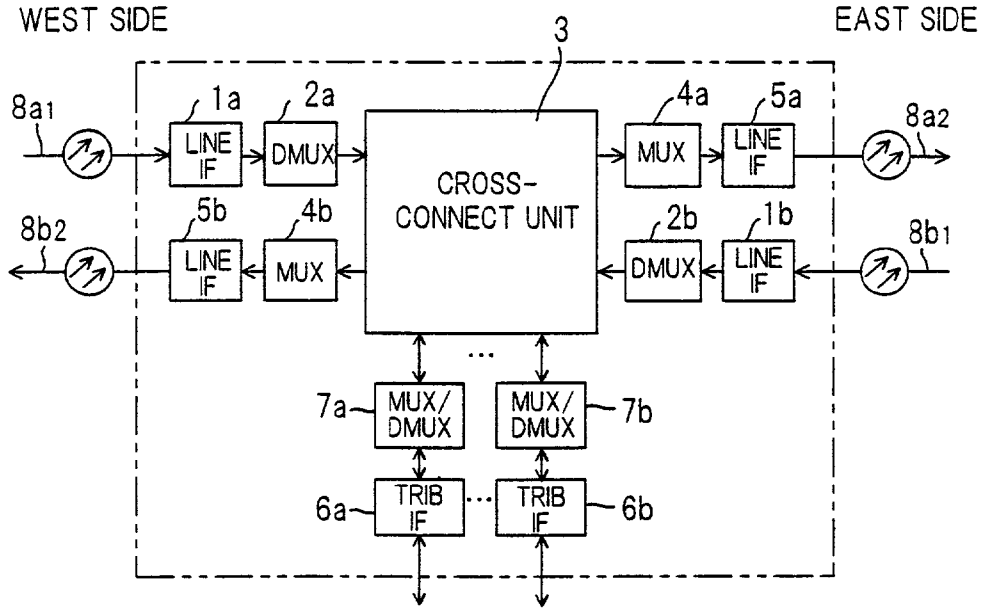 WEST SIDE
EAST SIDE
3
8a1
1a
2a
4a
5a
8a2
LINE
IF
DMUX
MUX
LINE
IF
CROSS-
CONNECT UNIT
8b2
5b
4b
2b
1b
8b1
LINE
IF
MUX
DMUX
LINE
IF
...
7a
MUX/
DMUX
MUX/
DMUX
7b
6a
TRIB
IF
...
TRIB
IF
6b